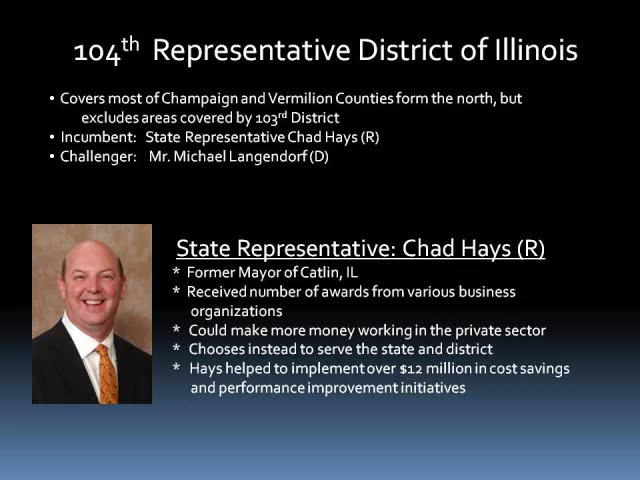 104th Representative District of Illinois
• Covers most of Champaign and Vermilion Counties form the north, but
excludes areas covered by 103rd District
• Incumbent: State Representative Chad Hays (R)
• Challenger: Mr. Michael Langendorf (D)
State Representative: Chad Hays (R)
* Former Mayor of Catlin, IL
* Received number of awards from various business
organizations
* Could make more money working in the private sector
* Chooses instead to serve the state and district
* Hays helped to implement over $12 million in cost savings
and performance improvement initiatives